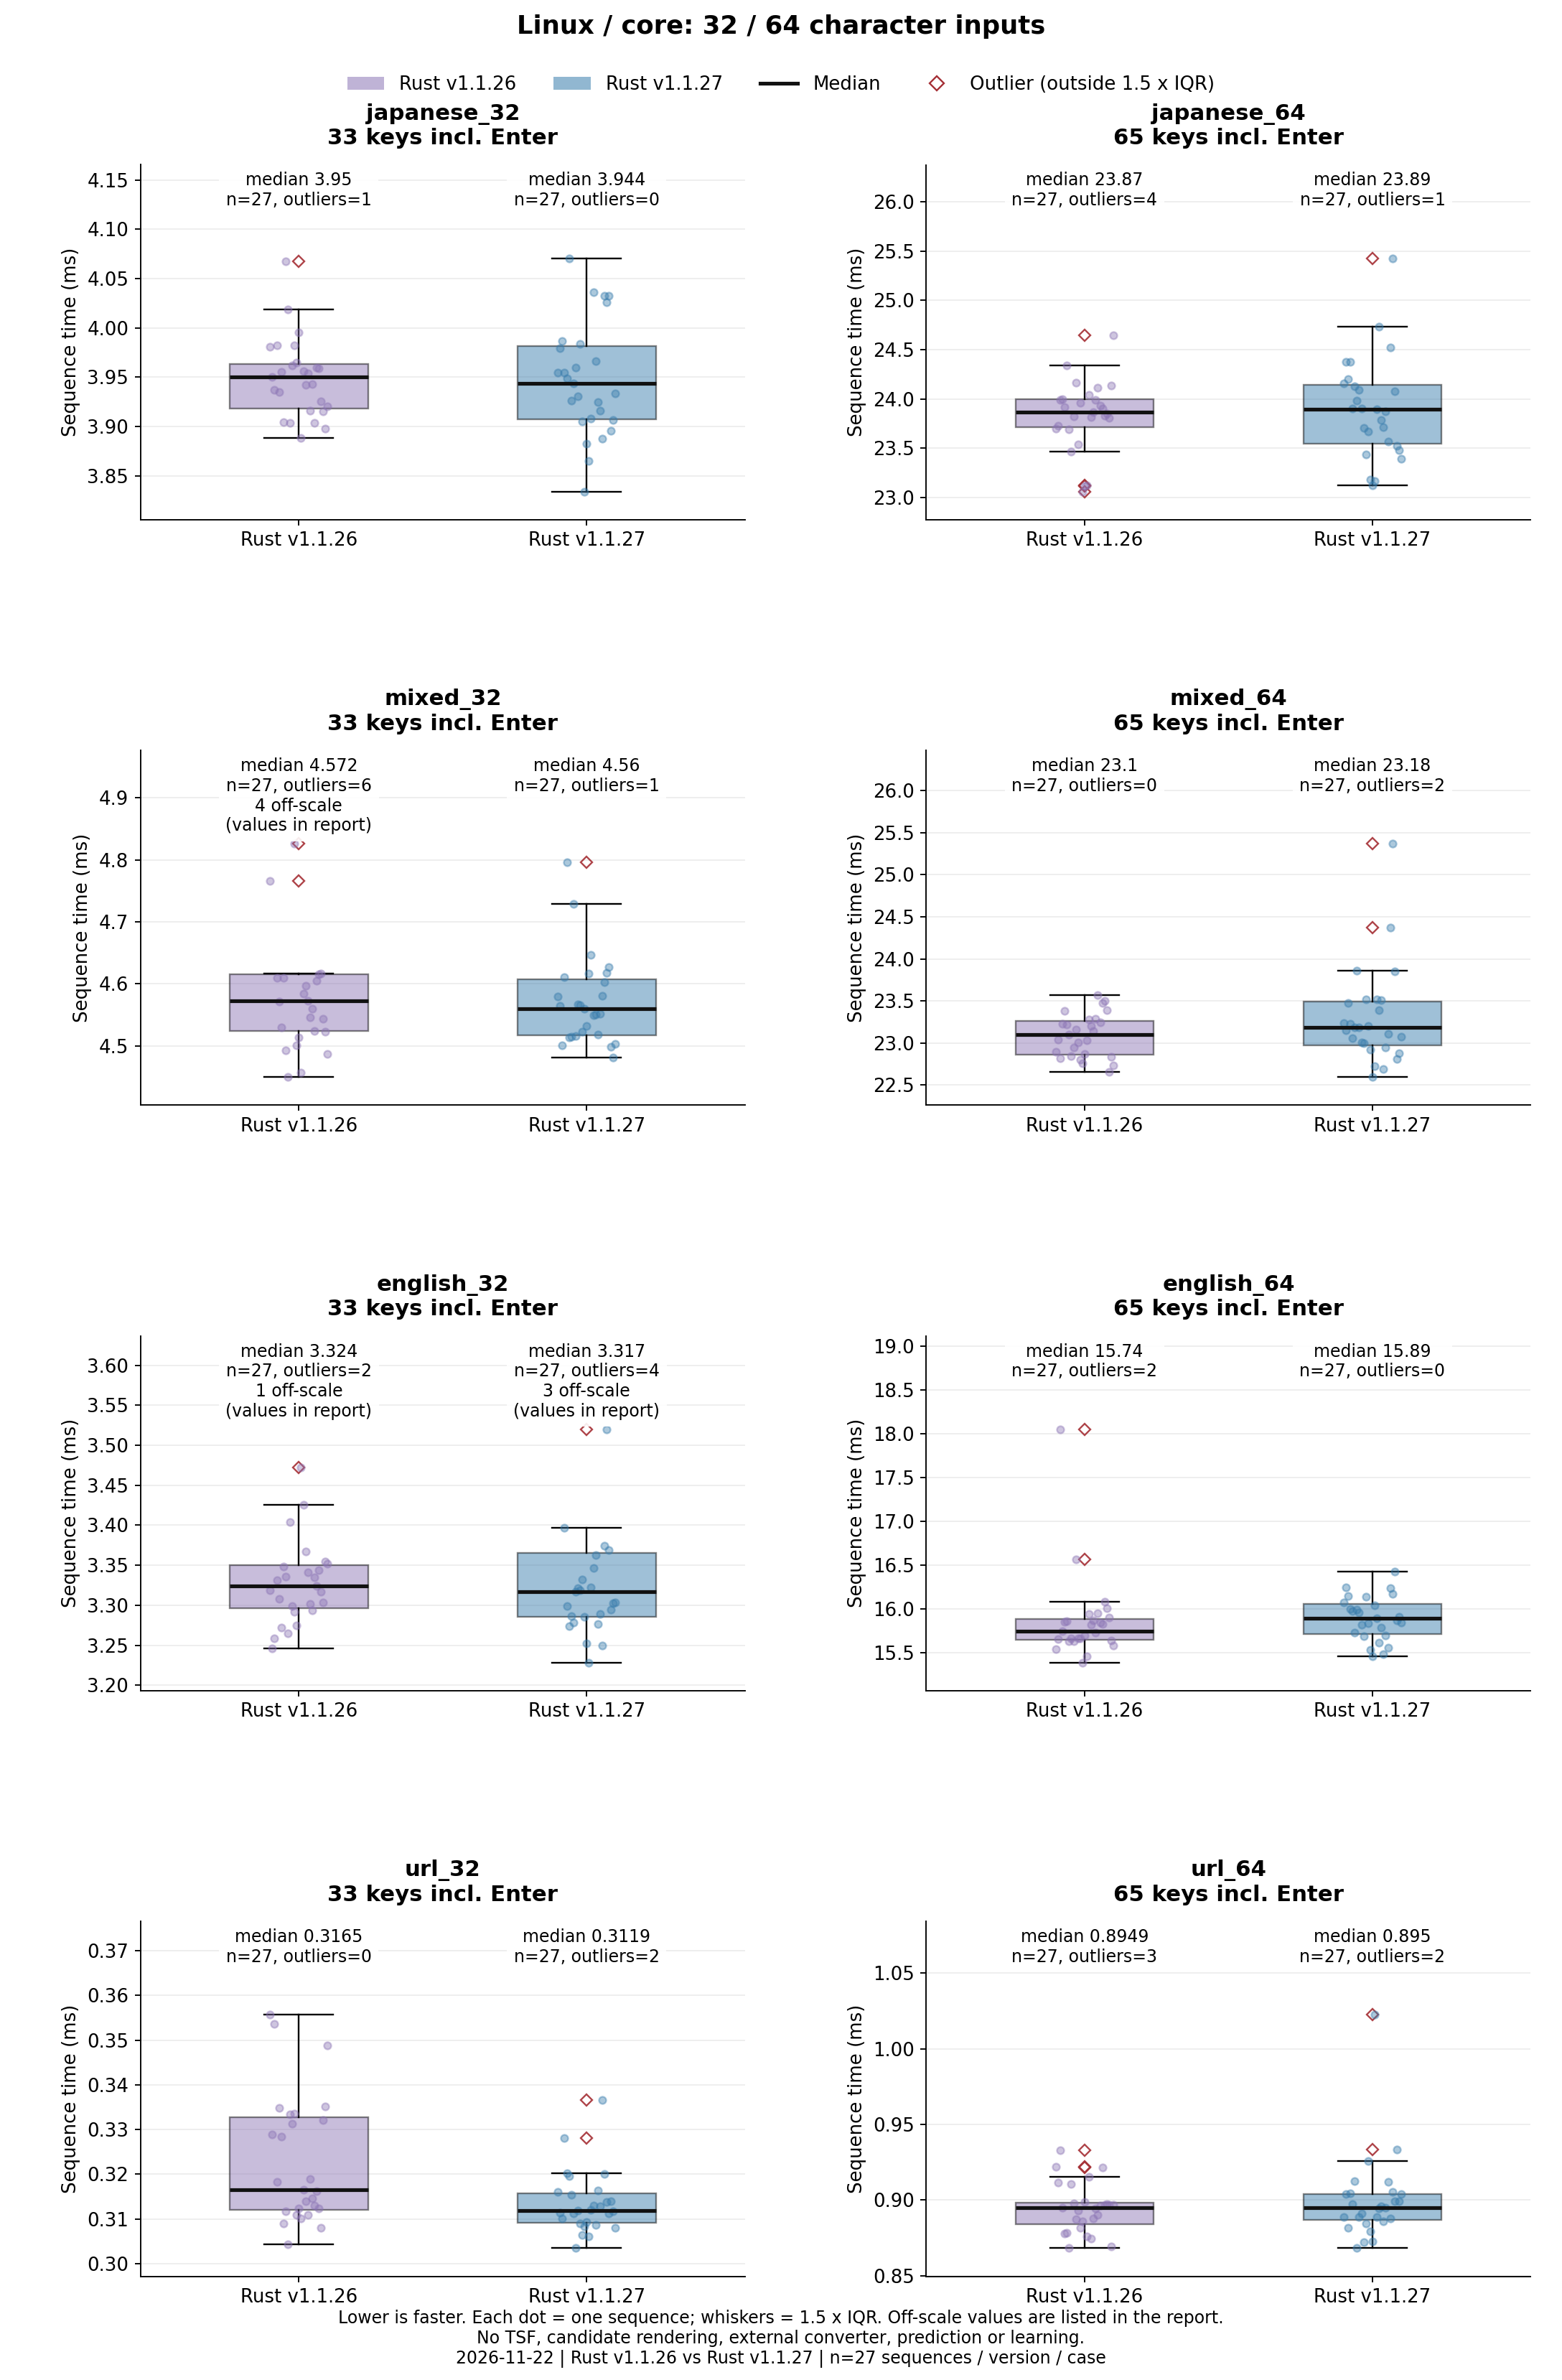 Linux / core: 32 / 64 character inputs
Rust v1.1.26
Rust v1.1.27
Median
Outlier (outside 1.5 x IQR)
japanese_32
33 keys incl. Enter
median 3.95
n=27, outliers=1
median 3.944
n=27, outliers=0
Sequence time (ms)
4.15
4.10
4.05
4.00
3.95
3.90
3.85
Rust v1.1.26
Rust v1.1.27
japanese_64
65 keys incl. Enter
median 23.87
n=27, outliers=4
median 23.89
n=27, outliers=1
Sequence time (ms)
26.0
25.5
25.0
24.5
24.0
23.5
23.0
Rust v1.1.26
Rust v1.1.27
mixed_32
33 keys incl. Enter
median 4.572
n=27, outliers=6
4 off-scale
(values in report)
median 4.56
n=27, outliers=1
Sequence time (ms)
4.9
4.8
4.7
4.6
4.5
Rust v1.1.26
Rust v1.1.27
mixed_64
65 keys incl. Enter
median 23.1
n=27, outliers=0
median 23.18
n=27, outliers=2
Sequence time (ms)
26.0
25.5
25.0
24.5
24.0
23.5
23.0
22.5
Rust v1.1.26
Rust v1.1.27
english_32
33 keys incl. Enter
median 3.324
n=27, outliers=2
1 off-scale
(values in report)
median 3.317
n=27, outliers=4
3 off-scale
(values in report)
Sequence time (ms)
3.60
3.55
3.50
3.45
3.40
3.35
3.30
3.25
3.20
Rust v1.1.26
Rust v1.1.27
english_64
65 keys incl. Enter
median 15.74
n=27, outliers=2
median 15.89
n=27, outliers=0
Sequence time (ms)
19.0
18.5
18.0
17.5
17.0
16.5
16.0
15.5
Rust v1.1.26
Rust v1.1.27
url_32
33 keys incl. Enter
median 0.3165
n=27, outliers=0
median 0.3119
n=27, outliers=2
Sequence time (ms)
0.37
0.36
0.35
0.34
0.33
0.32
0.31
0.30
Rust v1.1.26
Rust v1.1.27
url_64
65 keys incl. Enter
median 0.8949
n=27, outliers=3
median 0.895
n=27, outliers=2
Sequence time (ms)
1.05
1.00
0.95
0.90
0.85
Rust v1.1.26
Rust v1.1.27
Lower is faster. Each dot = one sequence; whiskers = 1.5 x IQR. Off-scale values are listed in the report.
No TSF, candidate rendering, external converter, prediction or learning.
2026-11-22 | Rust v1.1.26 vs Rust v1.1.27 | n=27 sequences / version / case